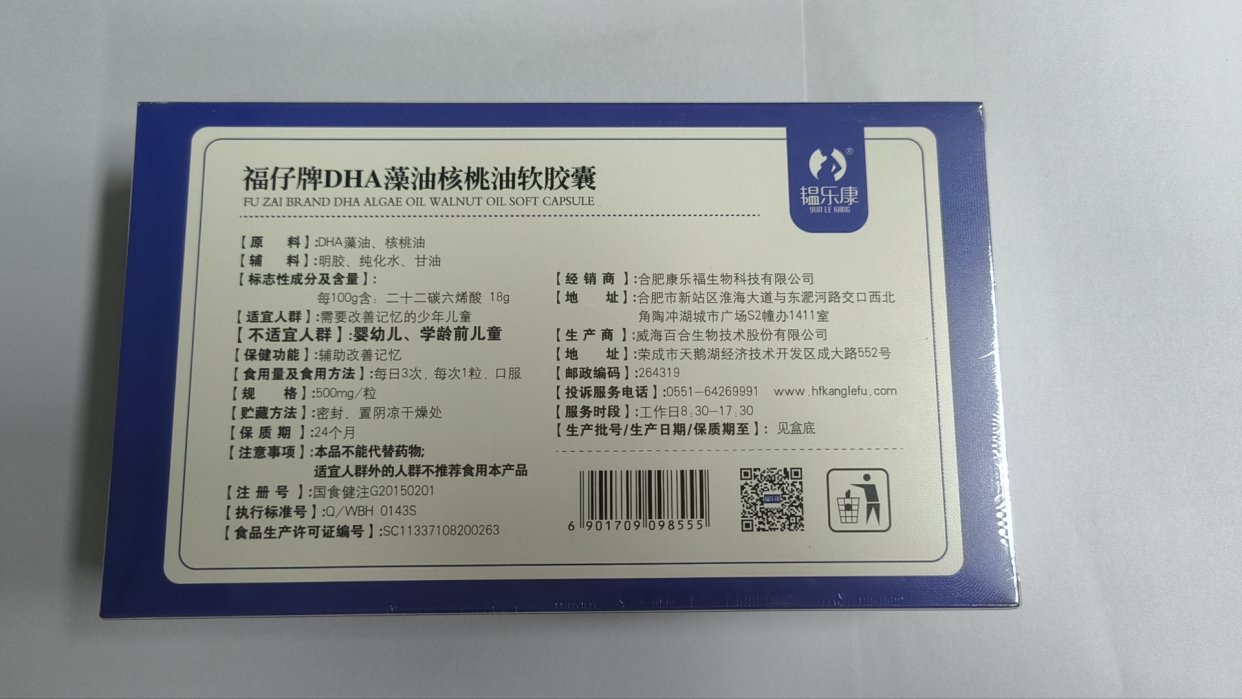 福仔牌DHA藻油核桃油软胶囊
FU ZAI BRAND DHA ALGAE OIL WALNUT OIL SOFT CAPSULE
韫乐康®
YUN LE KANG
【原 料】:DHA藻油、核桃油
【辅 料】:明胶、纯化水、甘油
【标志性成分及含量】:
每100g含: 二十二碳六烯酸 18g
【适宜人群】:需要改善记忆的少年儿童
【不适宜人群】:婴幼儿、学龄前儿童
【保健功能】:辅助改善记忆
【食用量及食用方法】:每日3次, 每次1粒, 口服
【规 格】:500mg/粒
【贮藏方法】:密封、置阴凉干燥处
【保 质 期】:24个月
【注意事项】:本品不能代替药物;
适宜人群外的人群不推荐食用本产品
【注 册 号】:国食健注G20150201
【执行标准号】:Q/WBH 0143S
【食品生产许可证编号】:SC11337108200263
【经 销 商】:合肥康乐福生物科技有限公司
【地 址】:合肥市新站区淮海大道与东淝河路交口西北
角陶冲湖城市广场S2幢办1411室
【生 产 商】:威海百合生物技术股份有限公司
【地 址】:荣成市天鹅湖经济技术开发区成大路552号
【邮政编码】:264319
【投诉服务电话】:0551-64269991 www.hfkanglefu.com
【服务时段】:工作日8:30-17:30
【生产批号/生产日期/保质期至】: 见盒底
6 901709 098555
韫乐康